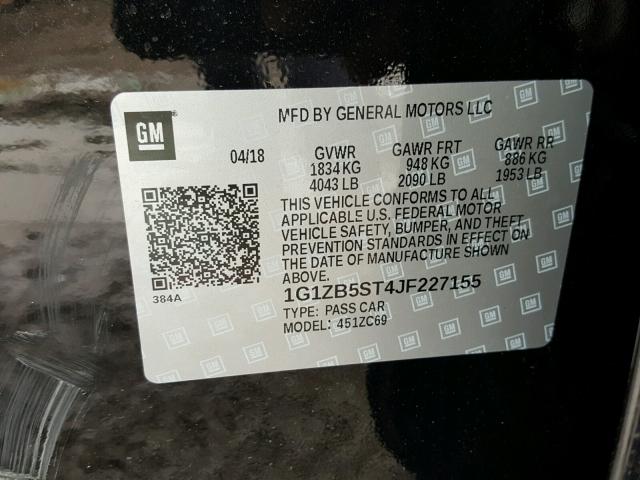 GM
MFD BY GENERAL MOTORS LLC
04/18 GVWR GAWR FRT GAWR RR
1834 KG 948 KG 886 KG
4043 LB 2090 LB 1953 LB
THIS VEHICLE CONFORMS TO ALL
APPLICABLE U.S. FEDERAL MOTOR
VEHICLE SAFETY, BUMPER, AND THEFT
PREVENTION STANDARDS IN EFFECT ON
THE DATE OF MANUFACTURE SHOWN
ABOVE.
384A
1G1ZB5ST4JF227155
TYPE: PASS CAR
MODEL: 451ZC69